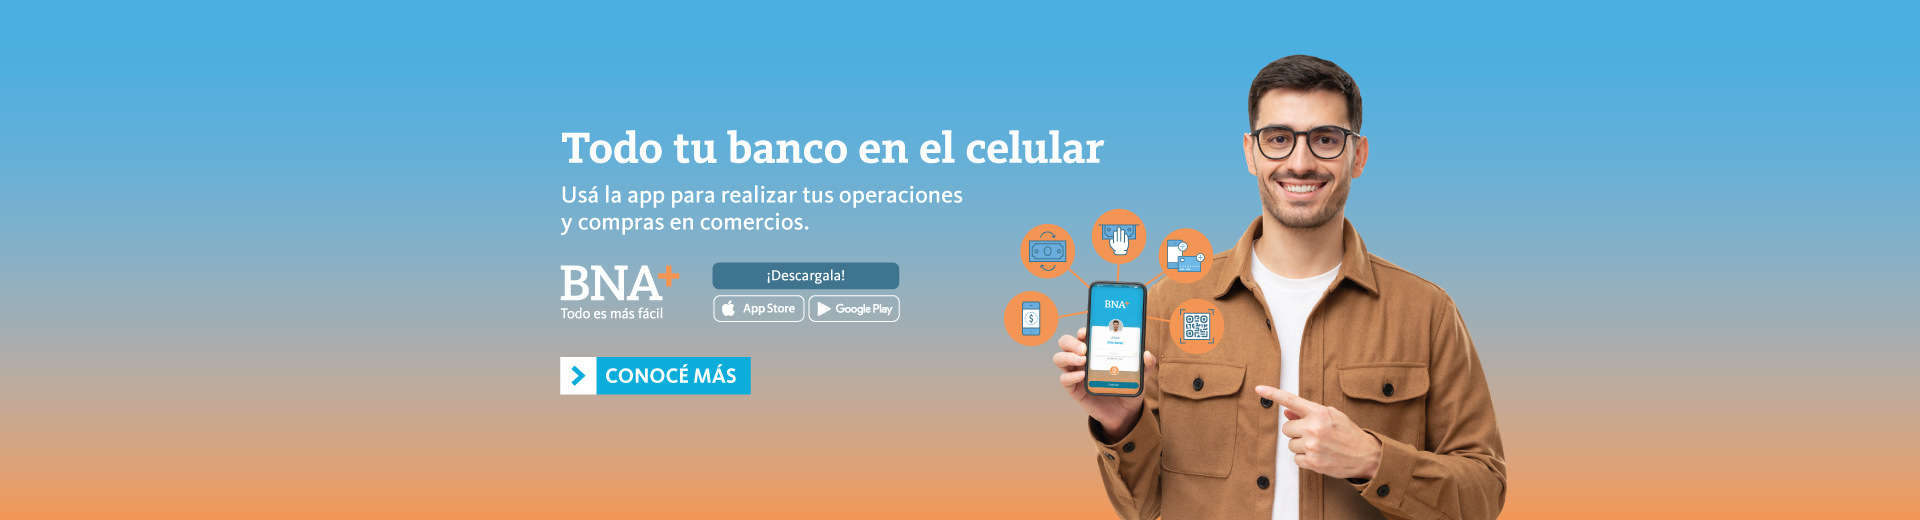 Todo tu banco en el celular
Usá la app para realizar tus operaciones
y compras en comercios.
BNA+
Todo es más fácil
¡Descargala!
App Store
Google Play
CONOCÉ MÁS
BNA+